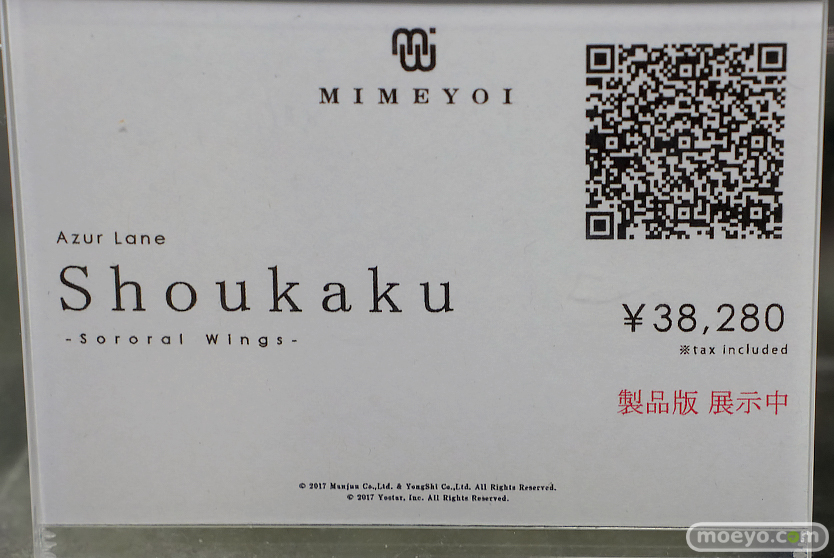 MIMEYOI
Azur Lane
Shoukaku
-Sororal Wings-
¥38,280
※tax included
製品版 展示中
© 2017 Manjuu Co.,Ltd. & YongShi Co.,Ltd. All Rights Reserved.
© 2017 Yostar, Inc. All Rights Reserved.
moeyo.com